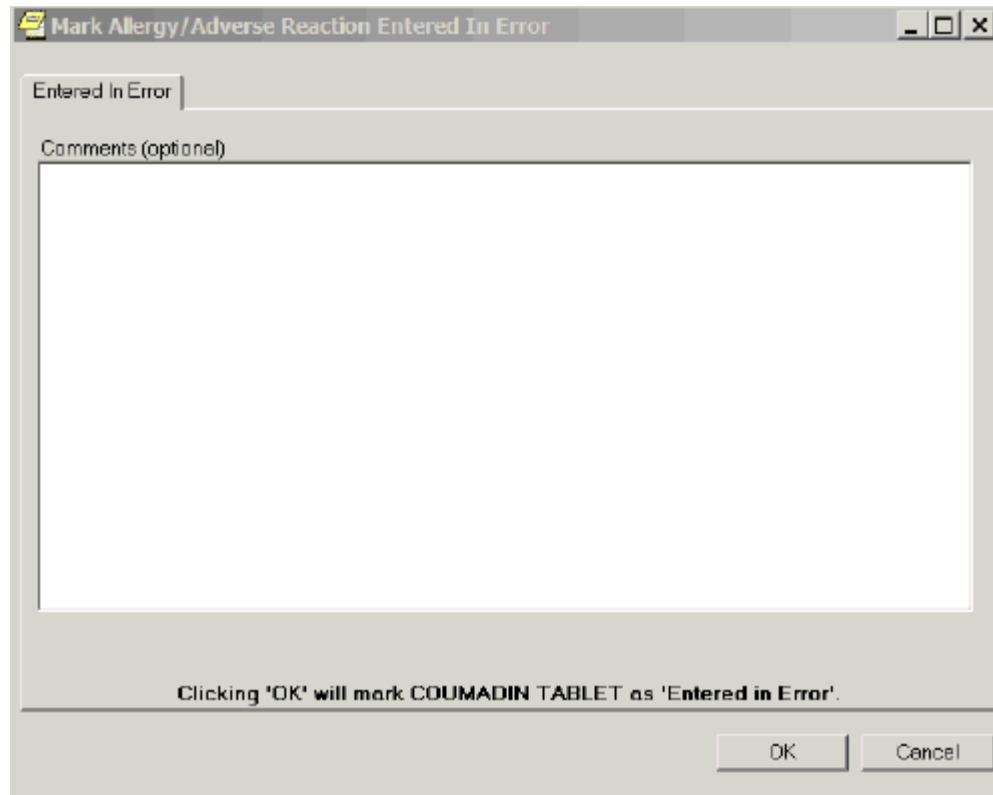 Mark Allergy/Adverse Reaction Entered In Error
Entered In Error
Comments (optional)
Clicking 'OK' will mark COUMADIN TABLET as 'Entered in Error'.
OK
Cancel